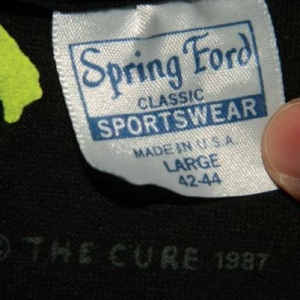 Spring Ford
CLASSIC
SPORTSWEAR
MADE IN U.S.A.
LARGE
42-44
© THE CURE 1987